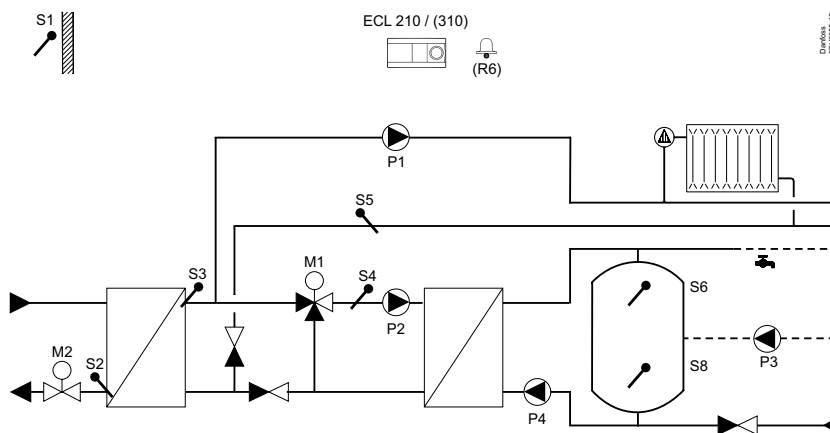 S1
ECL 210 / (310)
(R6)
Danfoss
P1
S5
M1
S3
S4
S6
P2
M2
S2
S8
P3
P4